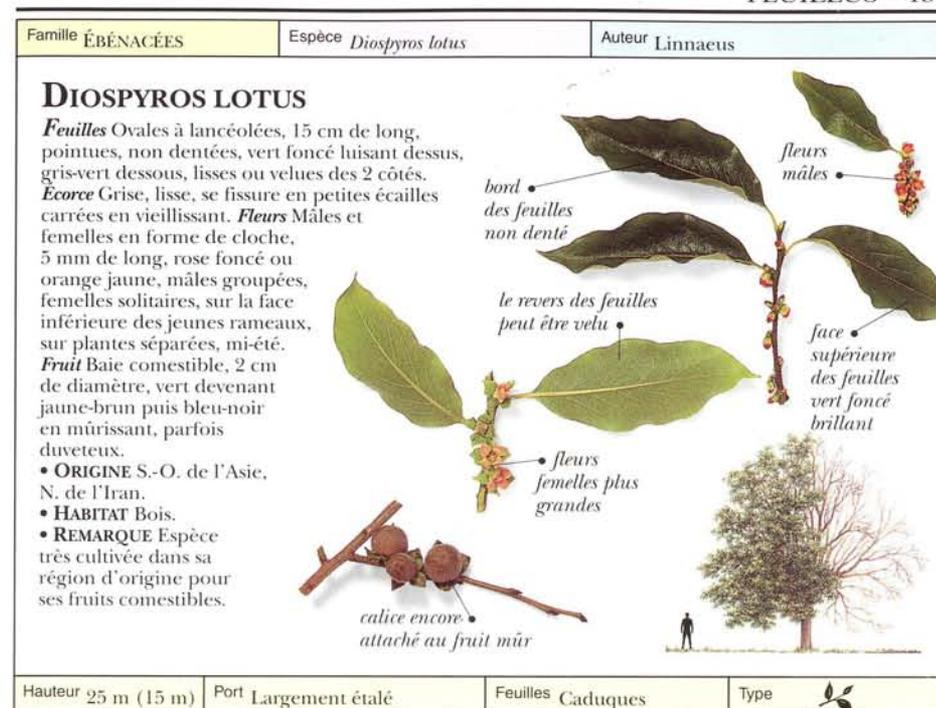 Famille ÉBÉNACÉES
Espèce Diospyros lotus
Auteur Linnaeus
DIOSPYROS LOTUS
Feuilles Ovales à lancéolées, 15 cm de long,
pointues, non dentées, vert foncé luisant dessus,
gris-vert dessous, lisses ou velues des 2 côtés.
Ecorce Grise, lisse, se fissure en petites écailles
carrées en vieillissant. Fleurs Mâles et
femelles en forme de cloche,
5 mm de long, rose foncé ou
orange jaune, mâles groupées,
femelles solitaires, sur la face
inférieure des jeunes rameaux,
sur plantes séparées, mi-été.
Fruit Baie comestible, 2 cm
de diamètre, vert devenant
jaune-brun puis bleu-noir
en mûrissant, parfois
duveteux.
• ORIGINE S.-O. de l'Asie,
N. de l'Iran.
• HABITAT Bois.
• REMARQUE Espèce
très cultivée dans sa
région d'origine pour
ses fruits comestibles.
bord
des feuilles
non denté
fleurs
mâles
le revers des feuilles
peut être velu
face
supérieure
des feuilles
vert foncé
brillant
fleurs
femelles plus
grandes
calice encore
attaché au fruit mûr
Hauteur 25 m (15 m)
Port Largement étalé
Feuilles Caduques
Type